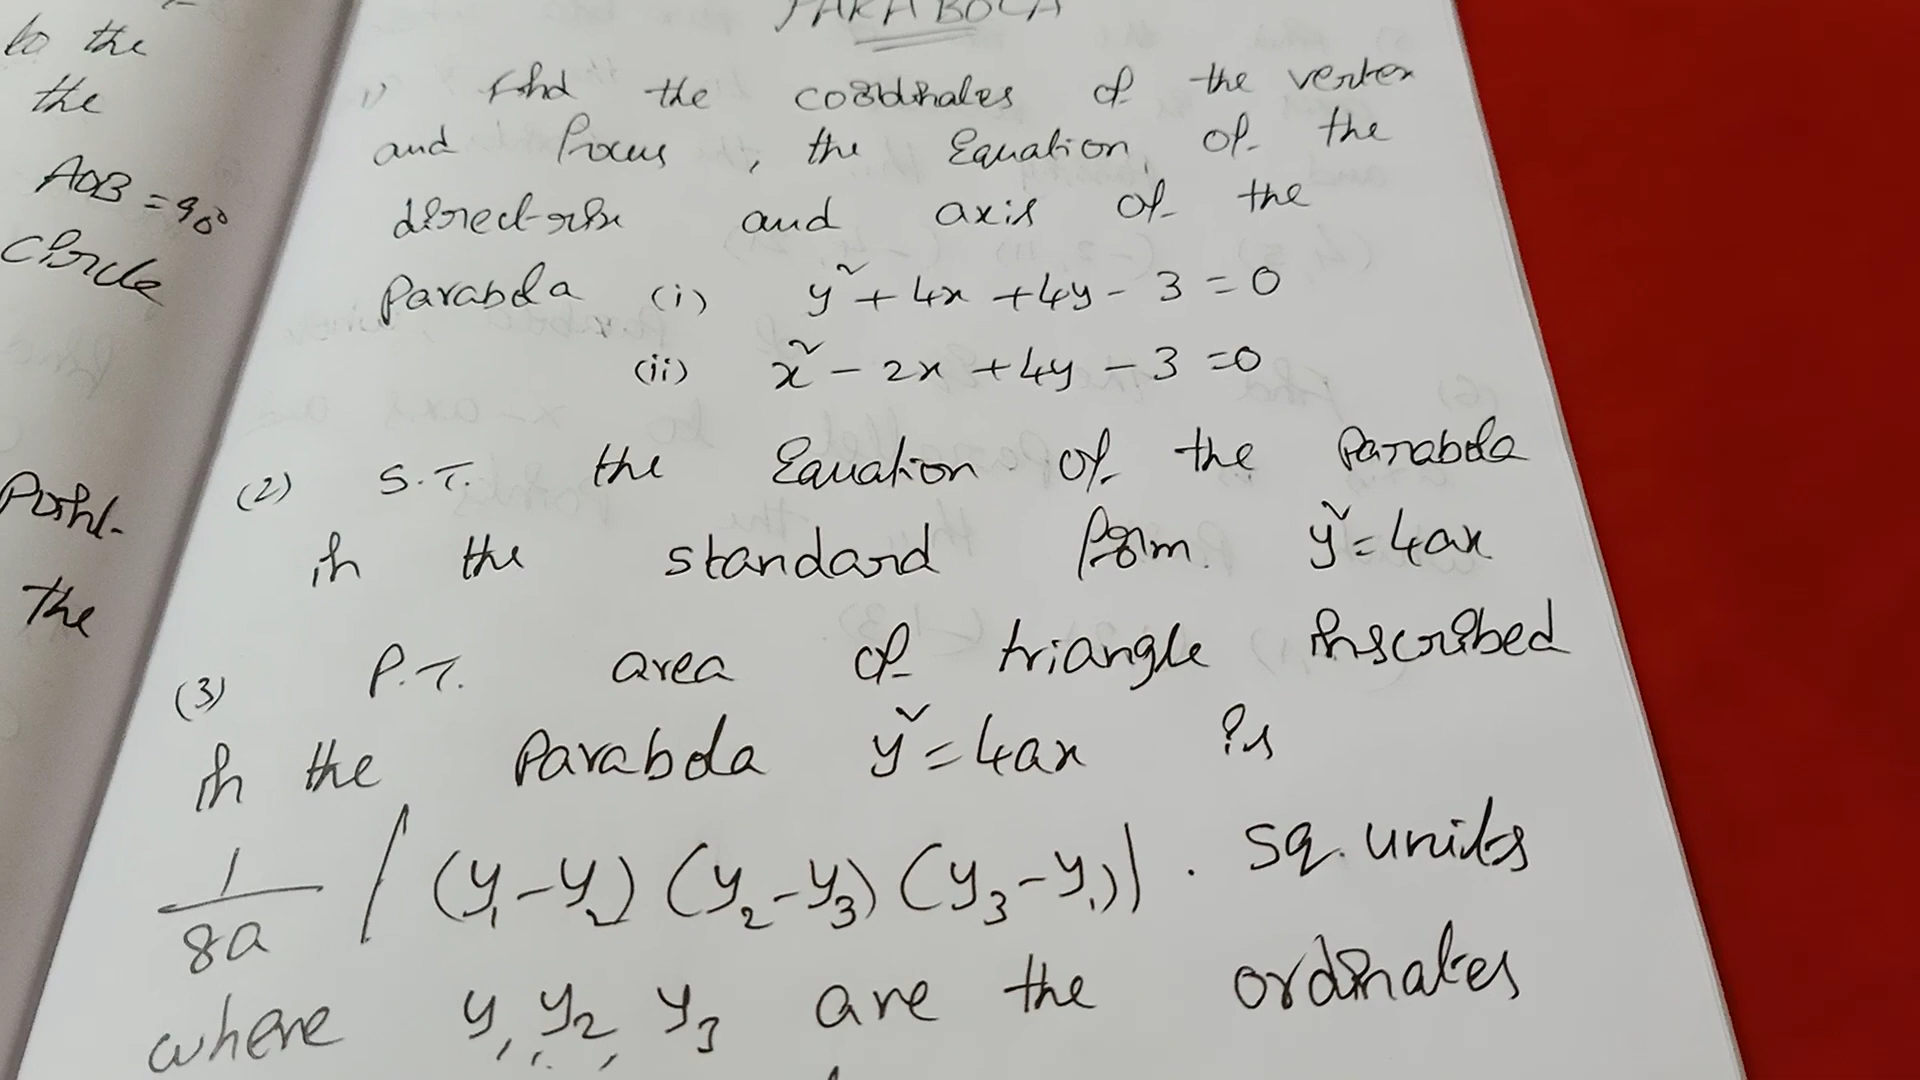 to the
the
AOB = 90°
Circle
Point
the
PARABOLA
1) Find the coordinates of the vertex
and focus, the Equation of the
directrix and axis of the
Parabola (i) y² + 4x + 4y - 3 = 0
(ii) x² - 2x + 4y - 3 = 0
(2) S.T. the Equation of the Parabola
in the standard form y² = 4ax
(3) P.T. area of triangle inscribed
in the Parabola y² = 4ax is
1/8a |(y₁-y₂)(y₂-y₃)(y₃-y₁)|. sq. units
where y₁, y₂, y₃ are the ordinates